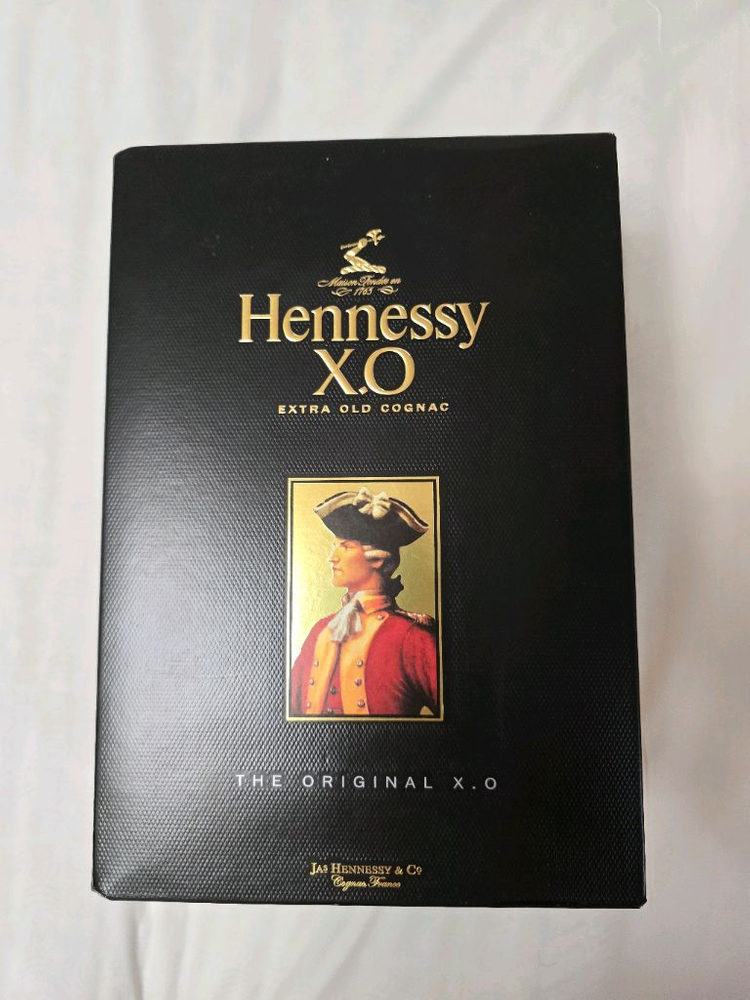 Maison Fondée en
1765
Hennessy
X.O
EXTRA OLD COGNAC
THE ORIGINAL X.O
JAS HENNESSY & CO
Cognac, France